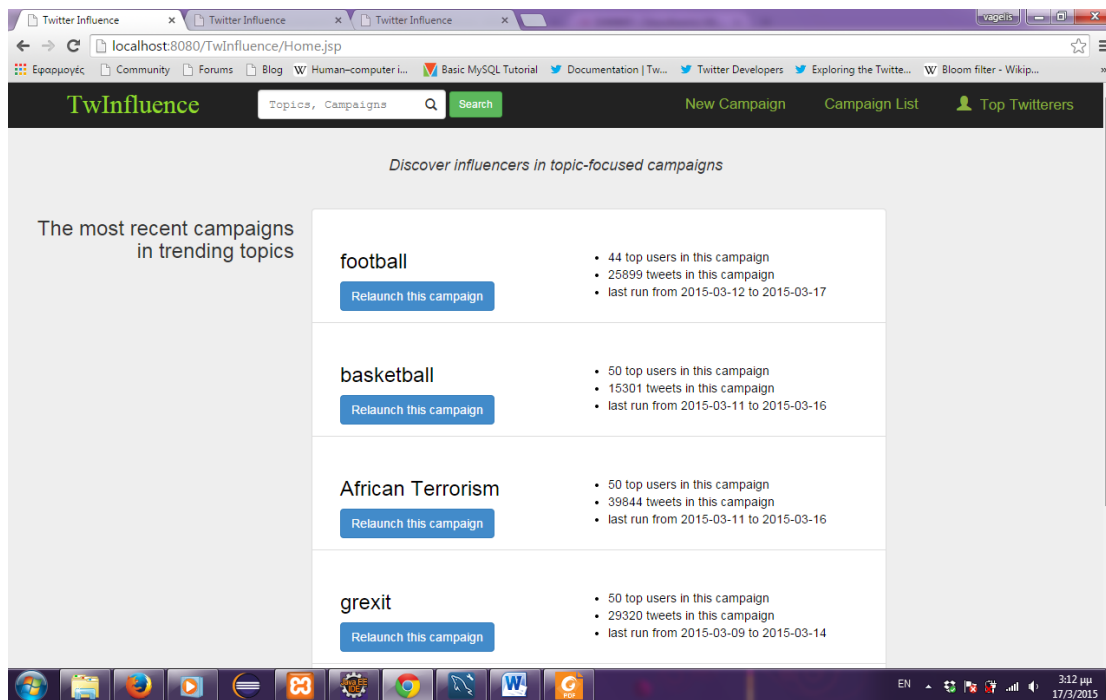 Twitter Influence
Twitter Influence
Twitter Influence
vagelis
localhost:8080/TwInfluence/Home.jsp
Εφαρμογές Community Forums Blog Human–computer i... Basic MySQL Tutorial Documentation | Tw... Twitter Developers Exploring the Twitte... Bloom filter - Wikip... »
TwInfluence Topics, Campaigns Search New Campaign Campaign List Top Twitterers
Discover influencers in topic-focused campaigns
The most recent campaigns
in trending topics
football
Relaunch this campaign
44 top users in this campaign
25899 tweets in this campaign
last run from 2015-03-12 to 2015-03-17
basketball
Relaunch this campaign
50 top users in this campaign
15301 tweets in this campaign
last run from 2015-03-11 to 2015-03-16
African Terrorism
Relaunch this campaign
50 top users in this campaign
39844 tweets in this campaign
last run from 2015-03-11 to 2015-03-16
grexit
Relaunch this campaign
50 top users in this campaign
29320 tweets in this campaign
last run from 2015-03-09 to 2015-03-14
Java EE
IDE
PDF
EN
3:12 μμ
17/3/2015